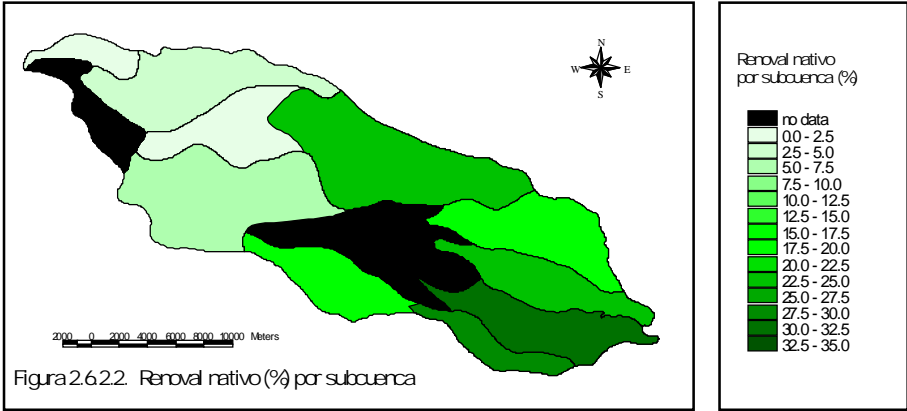 N
W E
S
2000 0 2000 4000 6000 8000 10000 Meters
Figura 2.6.2.2. Renoval nativo (%) por subcuenca
Renoval nativo
por subcuenca (%)
no data
0.0 - 2.5
2.5 - 5.0
5.0 - 7.5
7.5 - 10.0
10.0 - 12.5
12.5 - 15.0
15.0 - 17.5
17.5 - 20.0
20.0 - 22.5
22.5 - 25.0
25.0 - 27.5
27.5 - 30.0
30.0 - 32.5
32.5 - 35.0